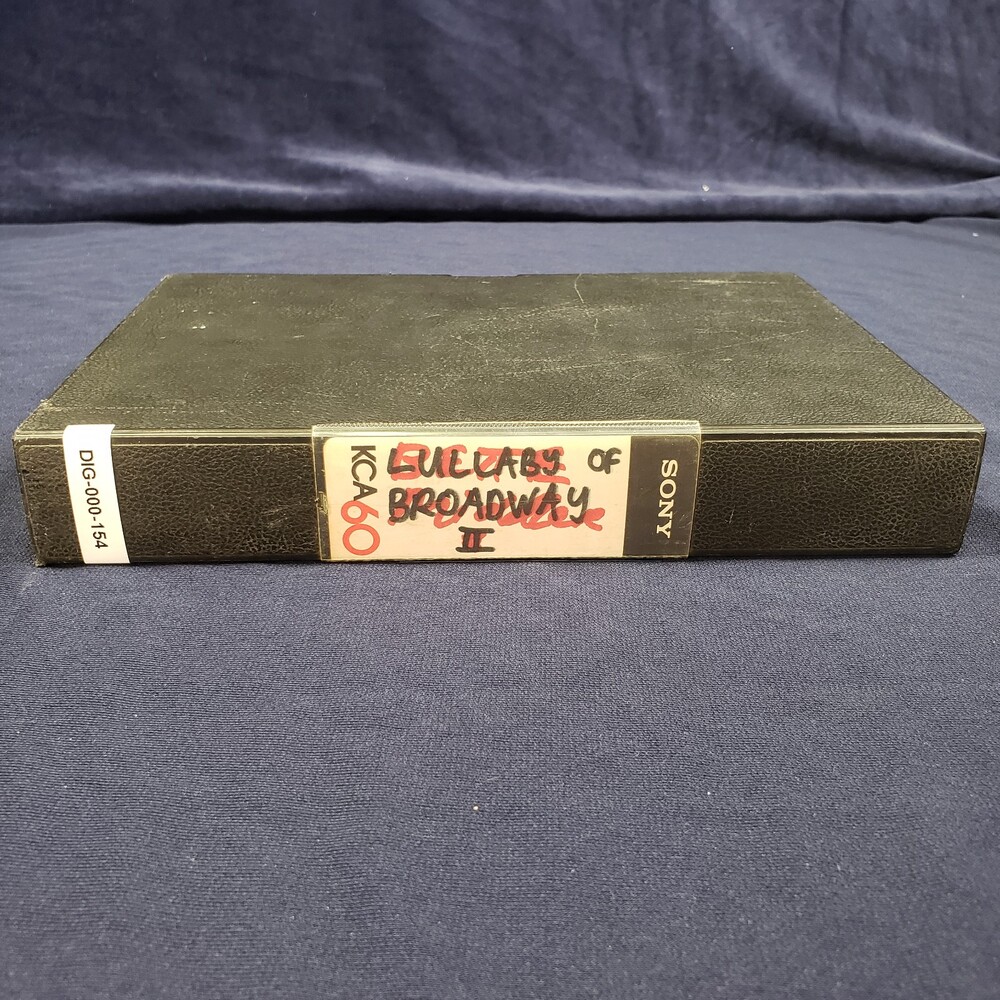 DIG-000-154
KCA60
LULLABY OF
BROADWAY
II
SONY